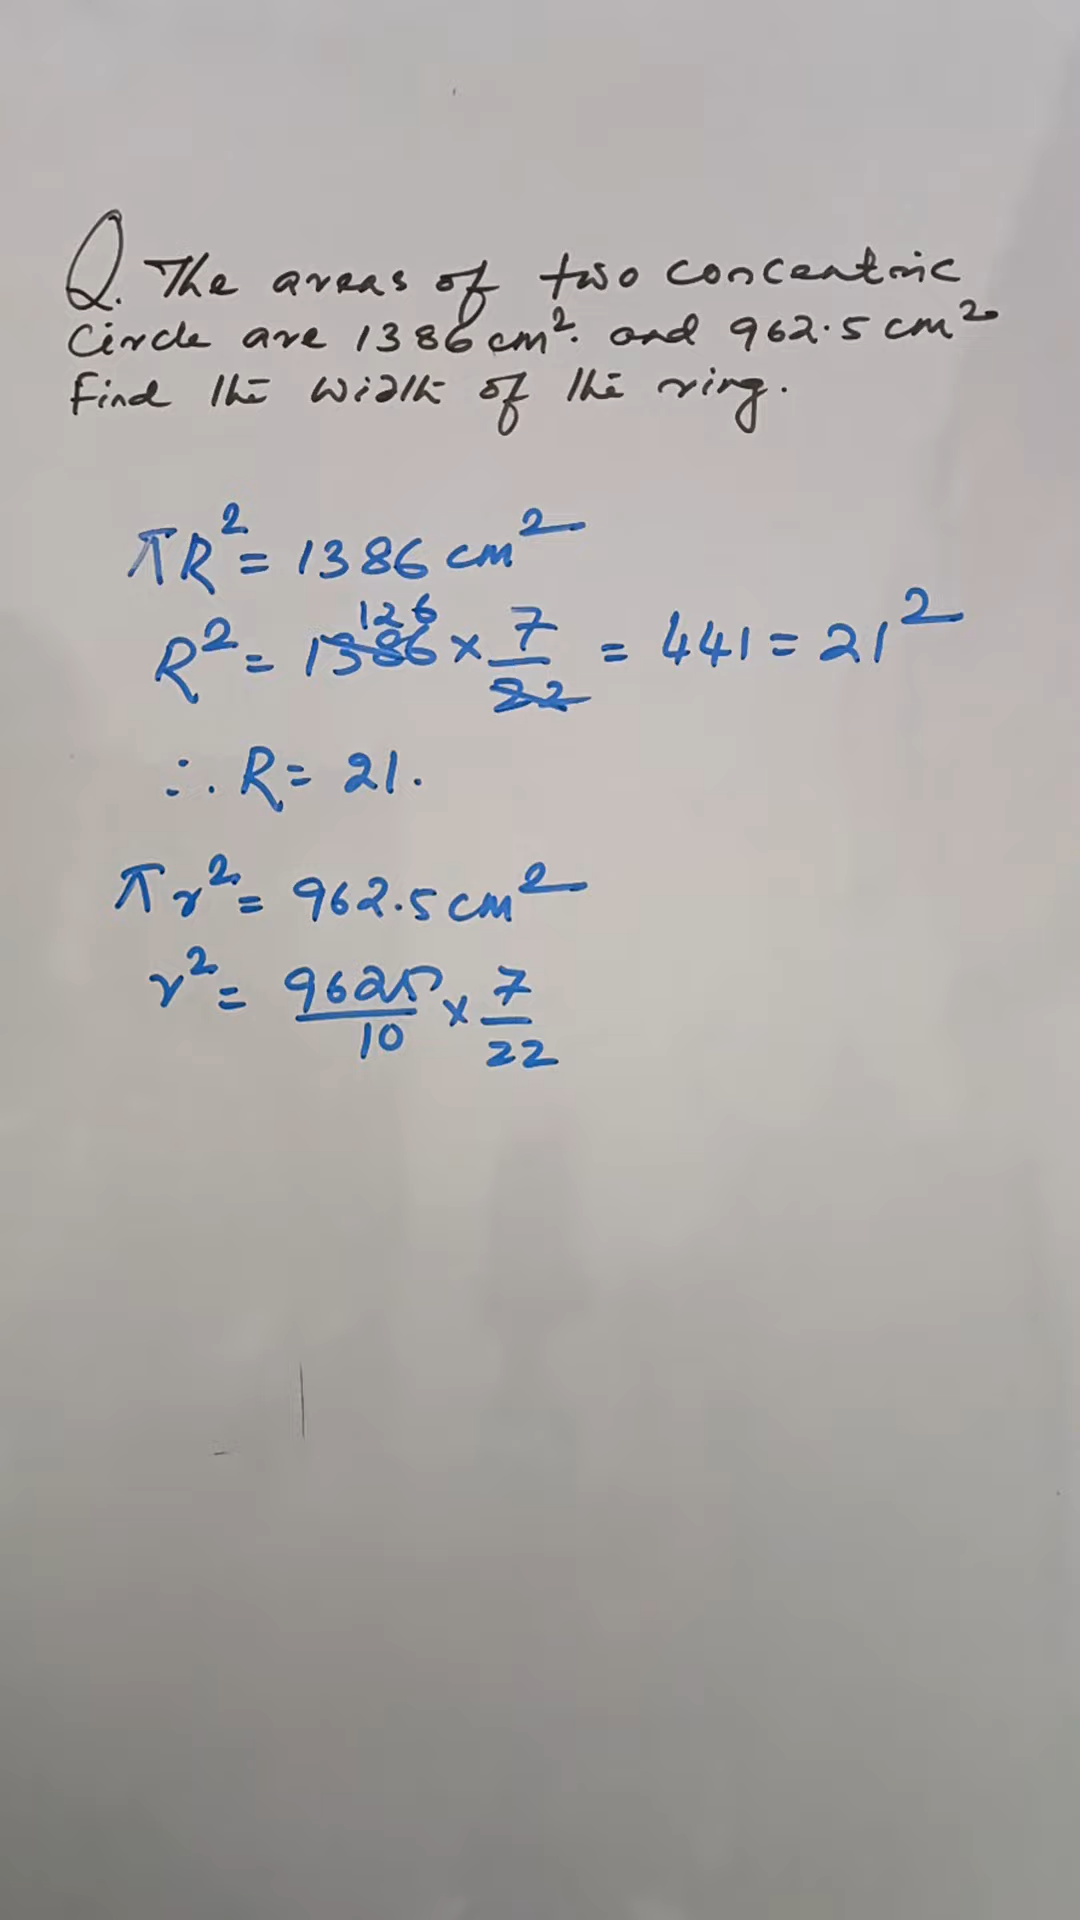 Q. The areas of two concentric
Circle are 1386 cm². and 962.5 cm²
Find the width of the ring.
πR² = 1386 cm²
126
R² = 1386 × 7/22 = 441 = 21²
∴ R = 21.
πr² = 962.5 cm²
r² = 9625/10 × 7/22